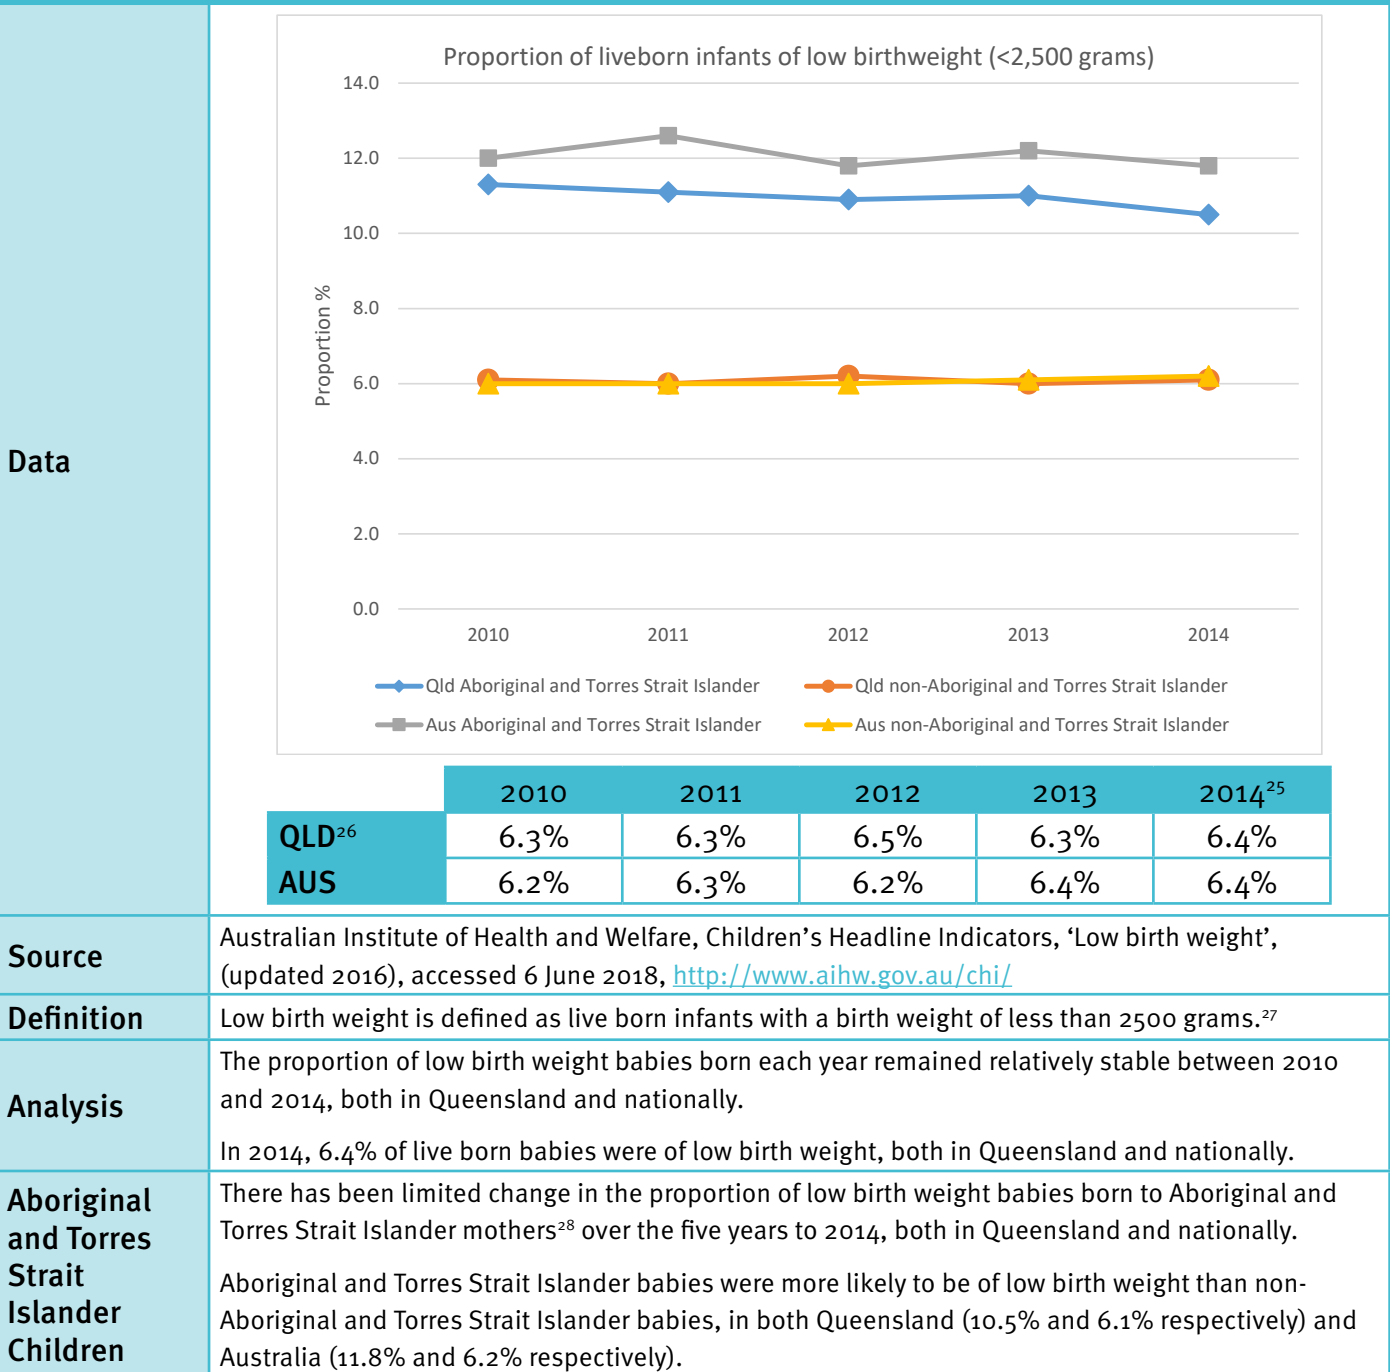 Data
Proportion of liveborn infants of low birthweight (<2,500 grams)
14.0
12.0
10.0
8.0
6.0
4.0
2.0
0.0
Proportion %
2010 2011 2012 2013 2014
Qld Aboriginal and Torres Strait Islander Qld non-Aboriginal and Torres Strait Islander
Aus Aboriginal and Torres Strait Islander Aus non-Aboriginal and Torres Strait Islander
2010 2011 2012 2013 2014²⁵
QLD²⁶ 6.3% 6.3% 6.5% 6.3% 6.4%
AUS 6.2% 6.3% 6.2% 6.4% 6.4%
Source
Australian Institute of Health and Welfare, Children’s Headline Indicators, ‘Low birth weight’,
(updated 2016), accessed 6 June 2018, http://www.aihw.gov.au/chi/
Definition
Low birth weight is defined as live born infants with a birth weight of less than 2500 grams.²⁷
Analysis
The proportion of low birth weight babies born each year remained relatively stable between 2010
and 2014, both in Queensland and nationally.
In 2014, 6.4% of live born babies were of low birth weight, both in Queensland and nationally.
Aboriginal
and Torres
Strait
Islander
Children
There has been limited change in the proportion of low birth weight babies born to Aboriginal and
Torres Strait Islander mothers²⁸ over the five years to 2014, both in Queensland and nationally.
Aboriginal and Torres Strait Islander babies were more likely to be of low birth weight than non-
Aboriginal and Torres Strait Islander babies, in both Queensland (10.5% and 6.1% respectively) and
Australia (11.8% and 6.2% respectively).